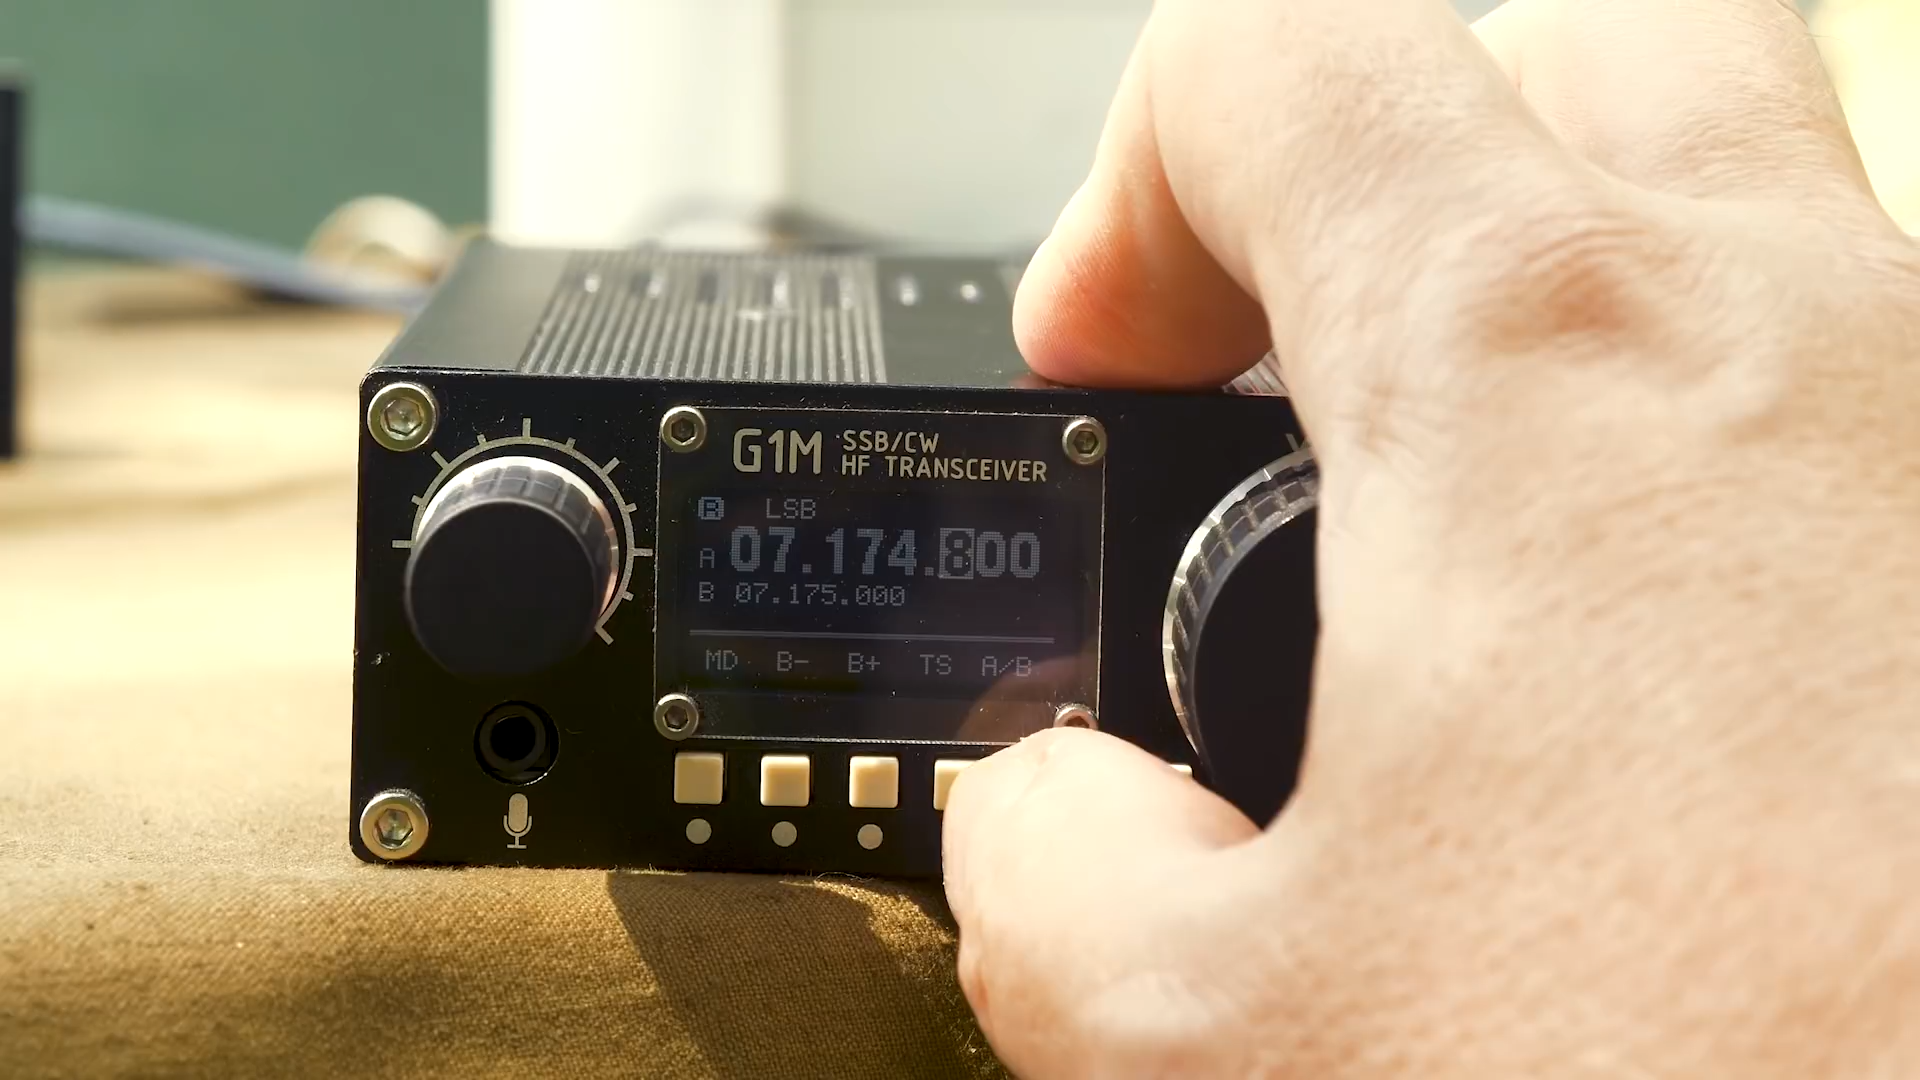 G1M SSB/CW
HF TRANSCEIVER
R LSB
A 07.174.800
B 07.175.000
MD B- B+ TS A/B